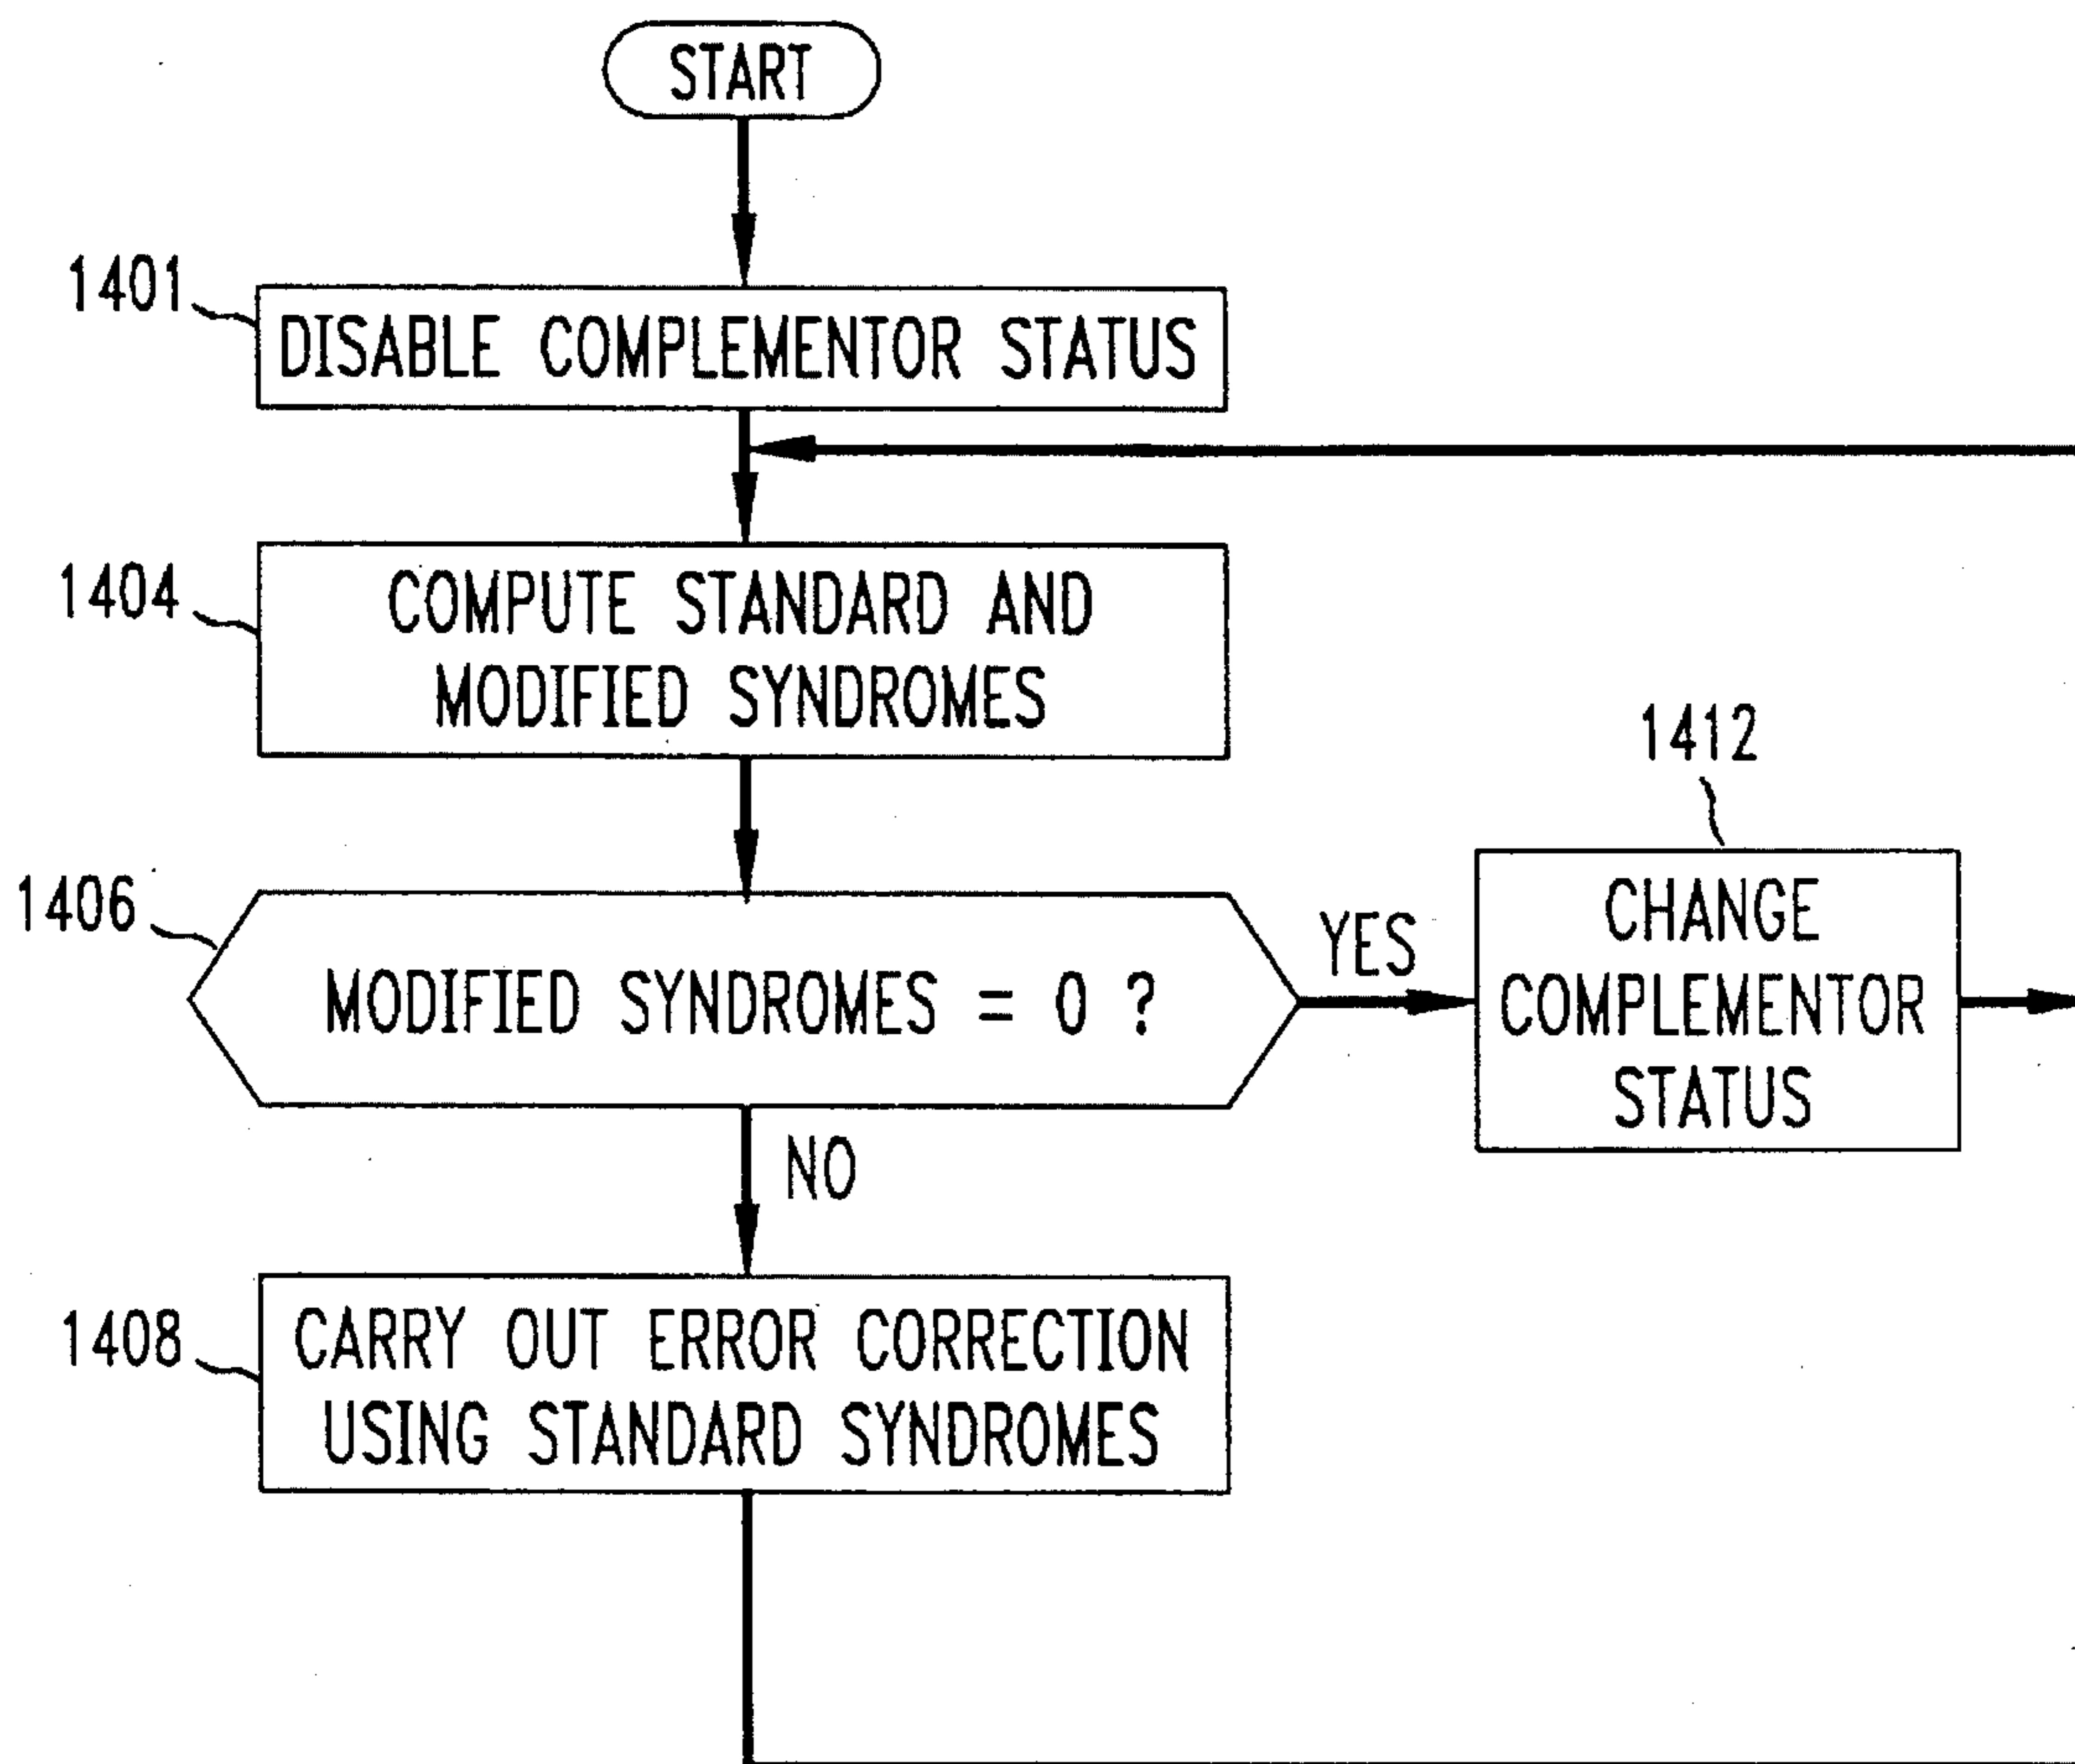 START
1401
DISABLE COMPLEMENTOR STATUS
1404
COMPUTE STANDARD AND
MODIFIED SYNDROMES
1406
MODIFIED SYNDROMES = 0 ?
YES
1412
CHANGE
COMPLEMENTOR
STATUS
NO
1408
CARRY OUT ERROR CORRECTION
USING STANDARD SYNDROMES